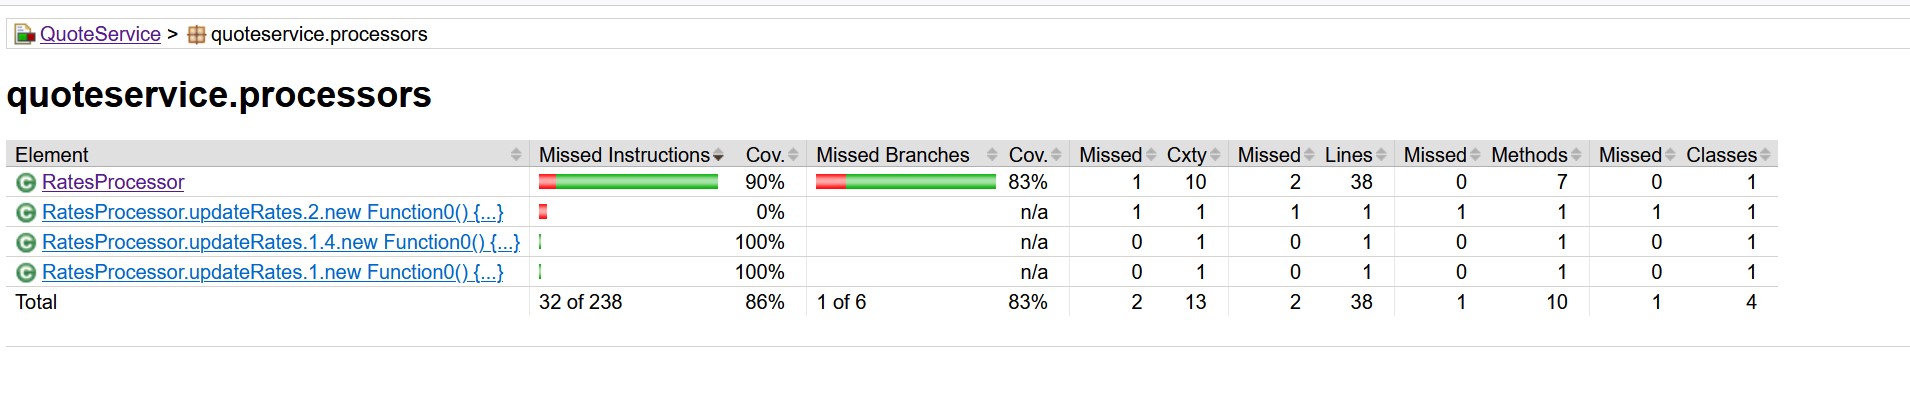 QuoteService > quoteservice.processors
quoteservice.processors
Element Missed Instructions Cov. Missed Branches Cov. Missed Cxty Missed Lines Missed Methods Missed Classes
RatesProcessor 90% 83% 1 10 2 38 0 7 0 1
RatesProcessor.updateRates.2.new Function0() {...} 0% n/a 1 1 1 1 1 1 1 1
RatesProcessor.updateRates.1.4.new Function0() {...} 100% n/a 0 1 0 1 0 1 0 1
RatesProcessor.updateRates.1.new Function0() {...} 100% n/a 0 1 0 1 0 1 0 1
Total 32 of 238 86% 1 of 6 83% 2 13 2 38 1 10 1 4